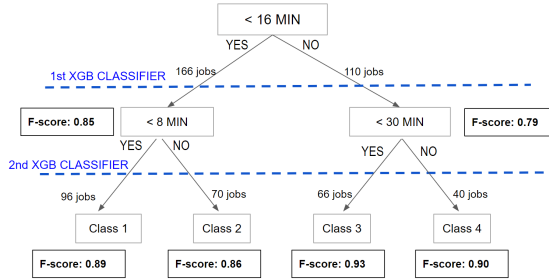 < 16 MIN
YES NO
166 jobs 110 jobs
1st XGB CLASSIFIER
F-score: 0.85 < 8 MIN < 30 MIN F-score: 0.79
YES NO YES NO
2nd XGB CLASSIFIER
96 jobs 70 jobs 66 jobs 40 jobs
Class 1 Class 2 Class 3 Class 4
F-score: 0.89 F-score: 0.86 F-score: 0.93 F-score: 0.90